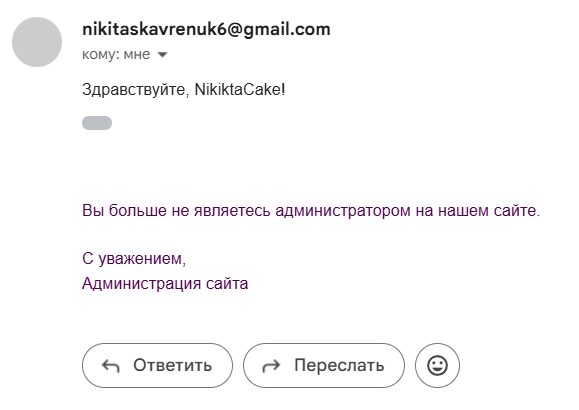 nikitaskavrenuk6@gmail.com
кому: мне
Здравствуйте, NikiktaCake!
Вы больше не являетесь администратором на нашем сайте.
С уважением,
Администрация сайта
Ответить
Переслать